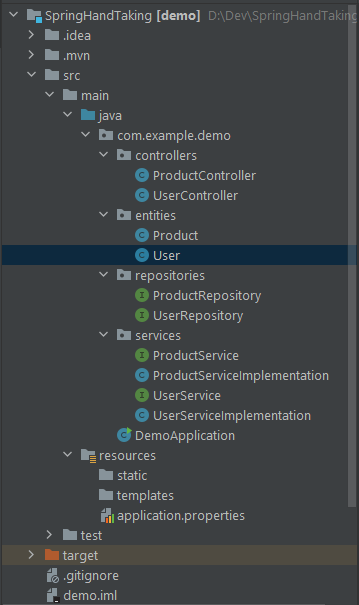 SpringHandTaking [demo] D:\Dev\SpringHandTaking
.idea
.mvn
src
main
java
com.example.demo
controllers
ProductController
UserController
entities
Product
User
repositories
ProductRepository
UserRepository
services
ProductService
ProductServiceImplementation
UserService
UserServiceImplementation
DemoApplication
resources
static
templates
application.properties
test
target
.gitignore
demo.iml